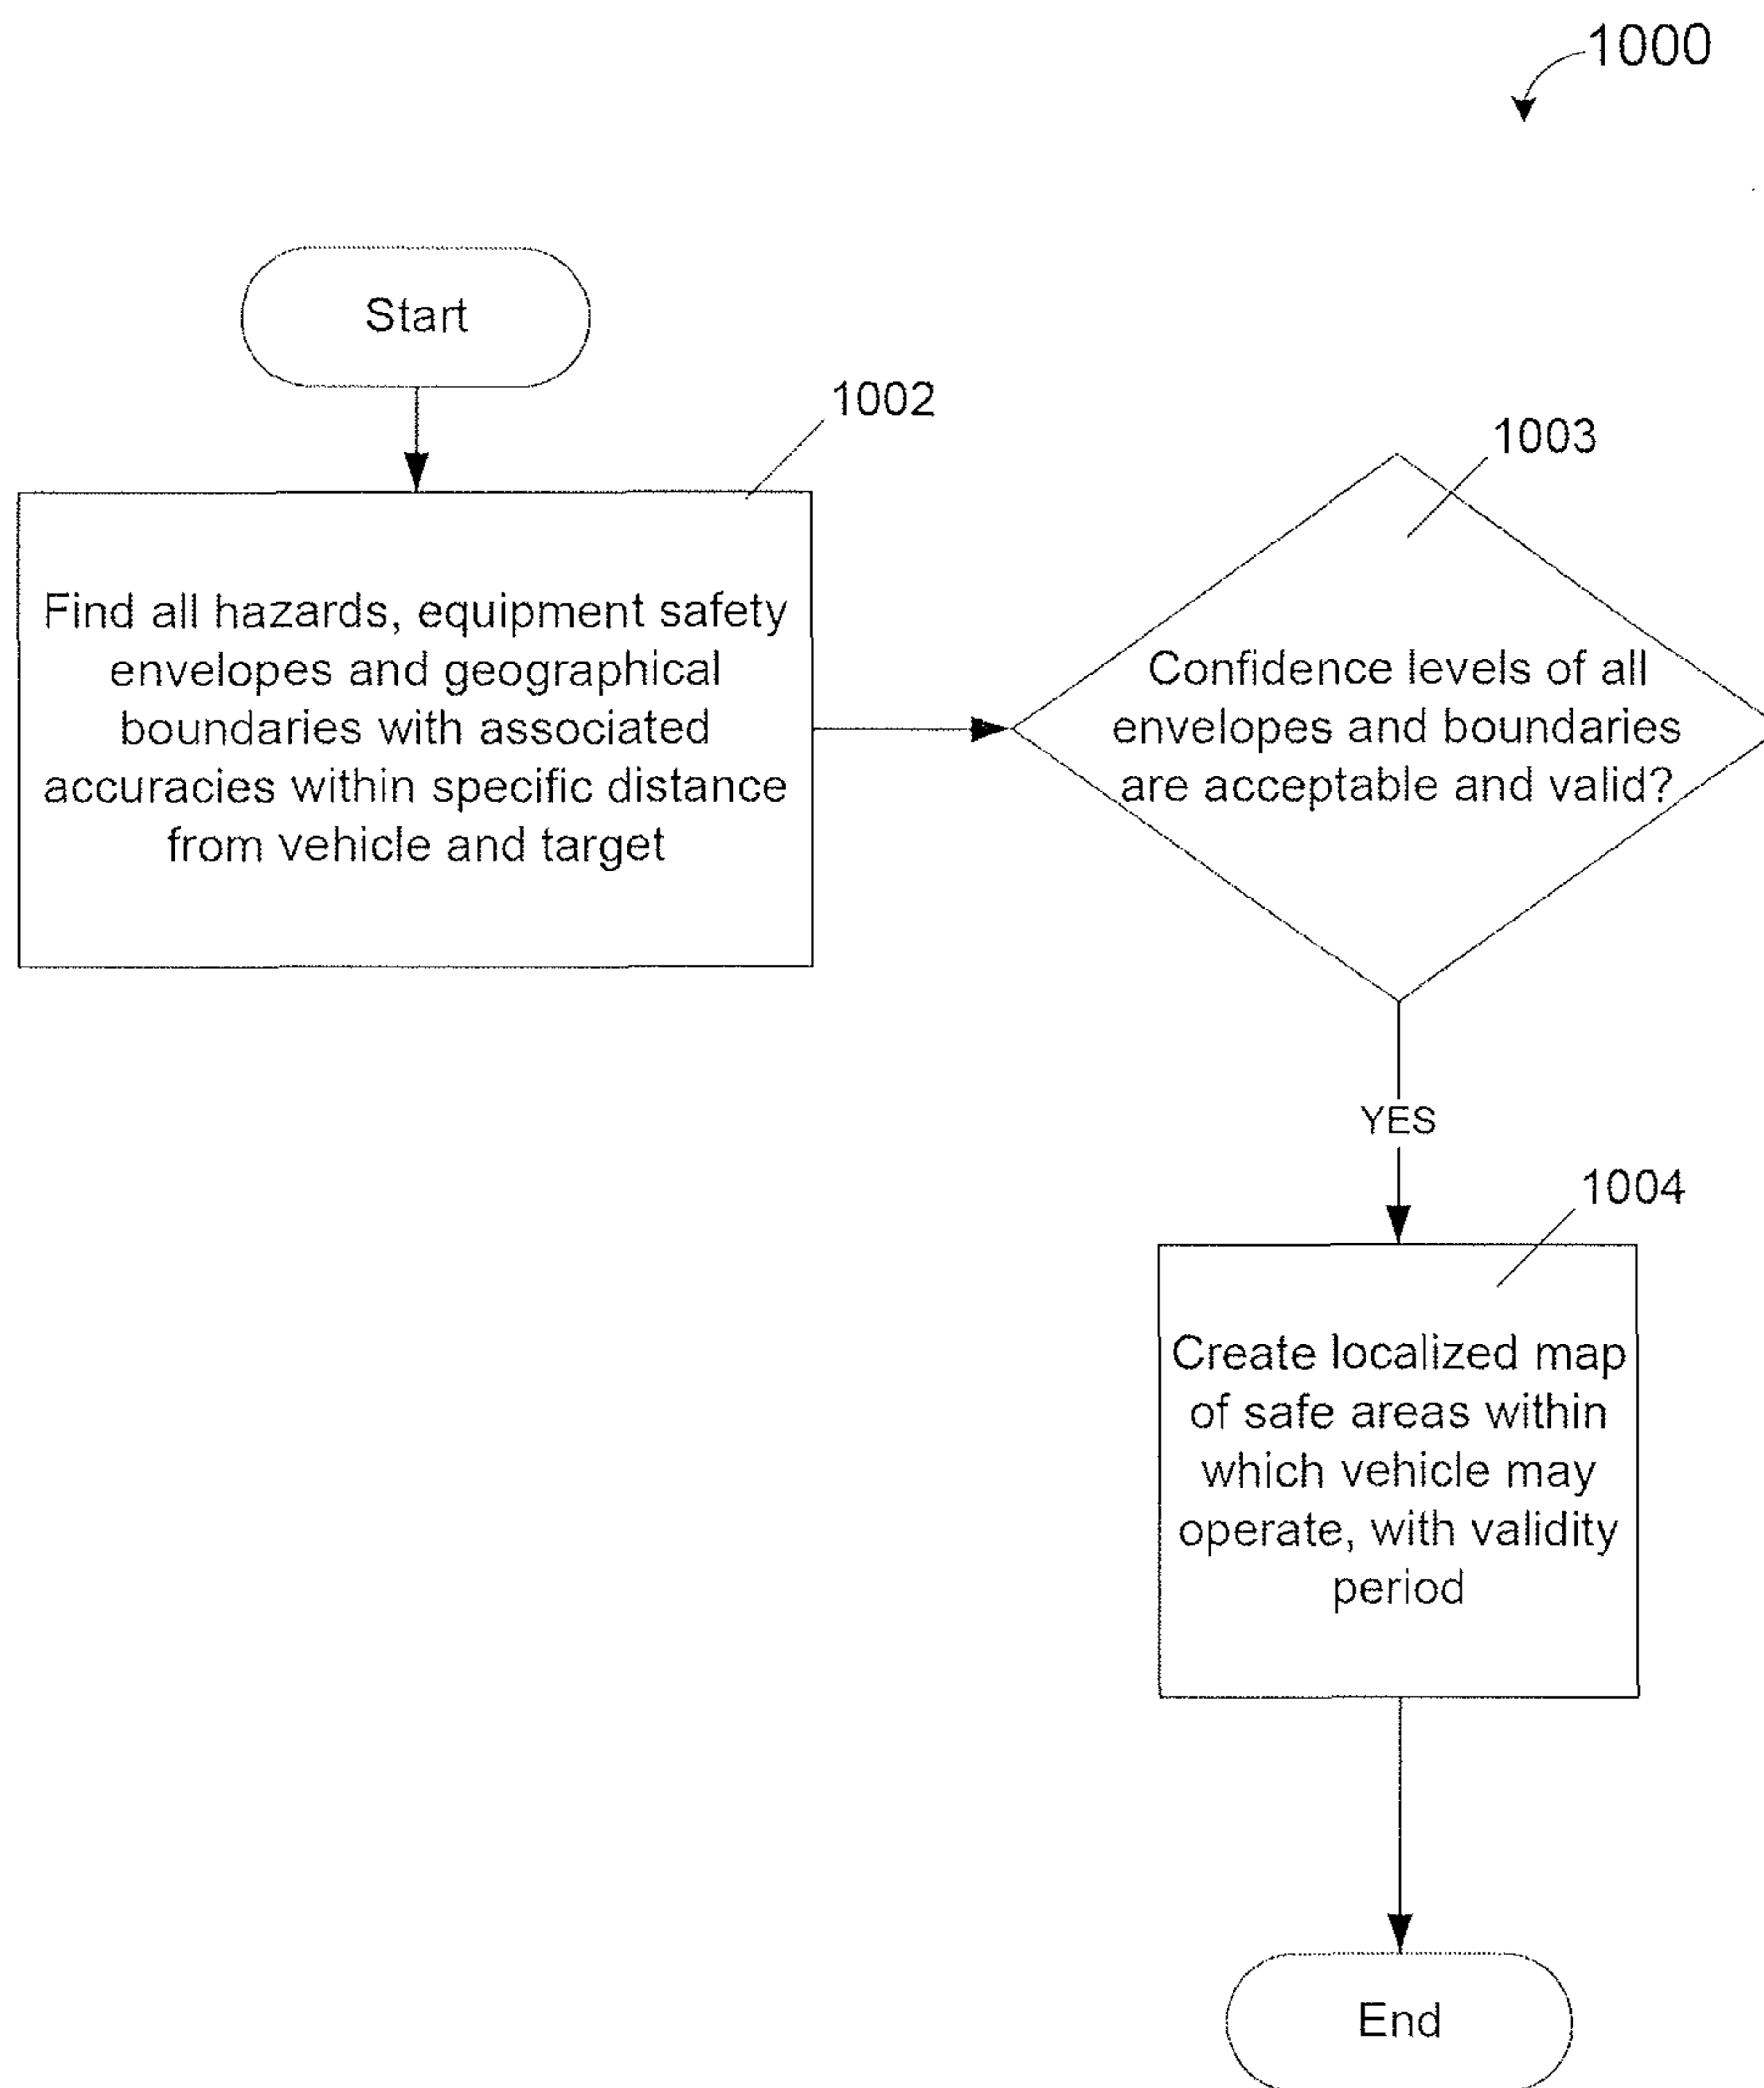 1000
Start
1002
Find all hazards, equipment safety
envelopes and geographical
boundaries with associated
accuracies within specific distance
from vehicle and target
1003
Confidence levels of all
envelopes and boundaries
are acceptable and valid?
YES
1004
Create localized map
of safe areas within
which vehicle may
operate, with validity
period
End